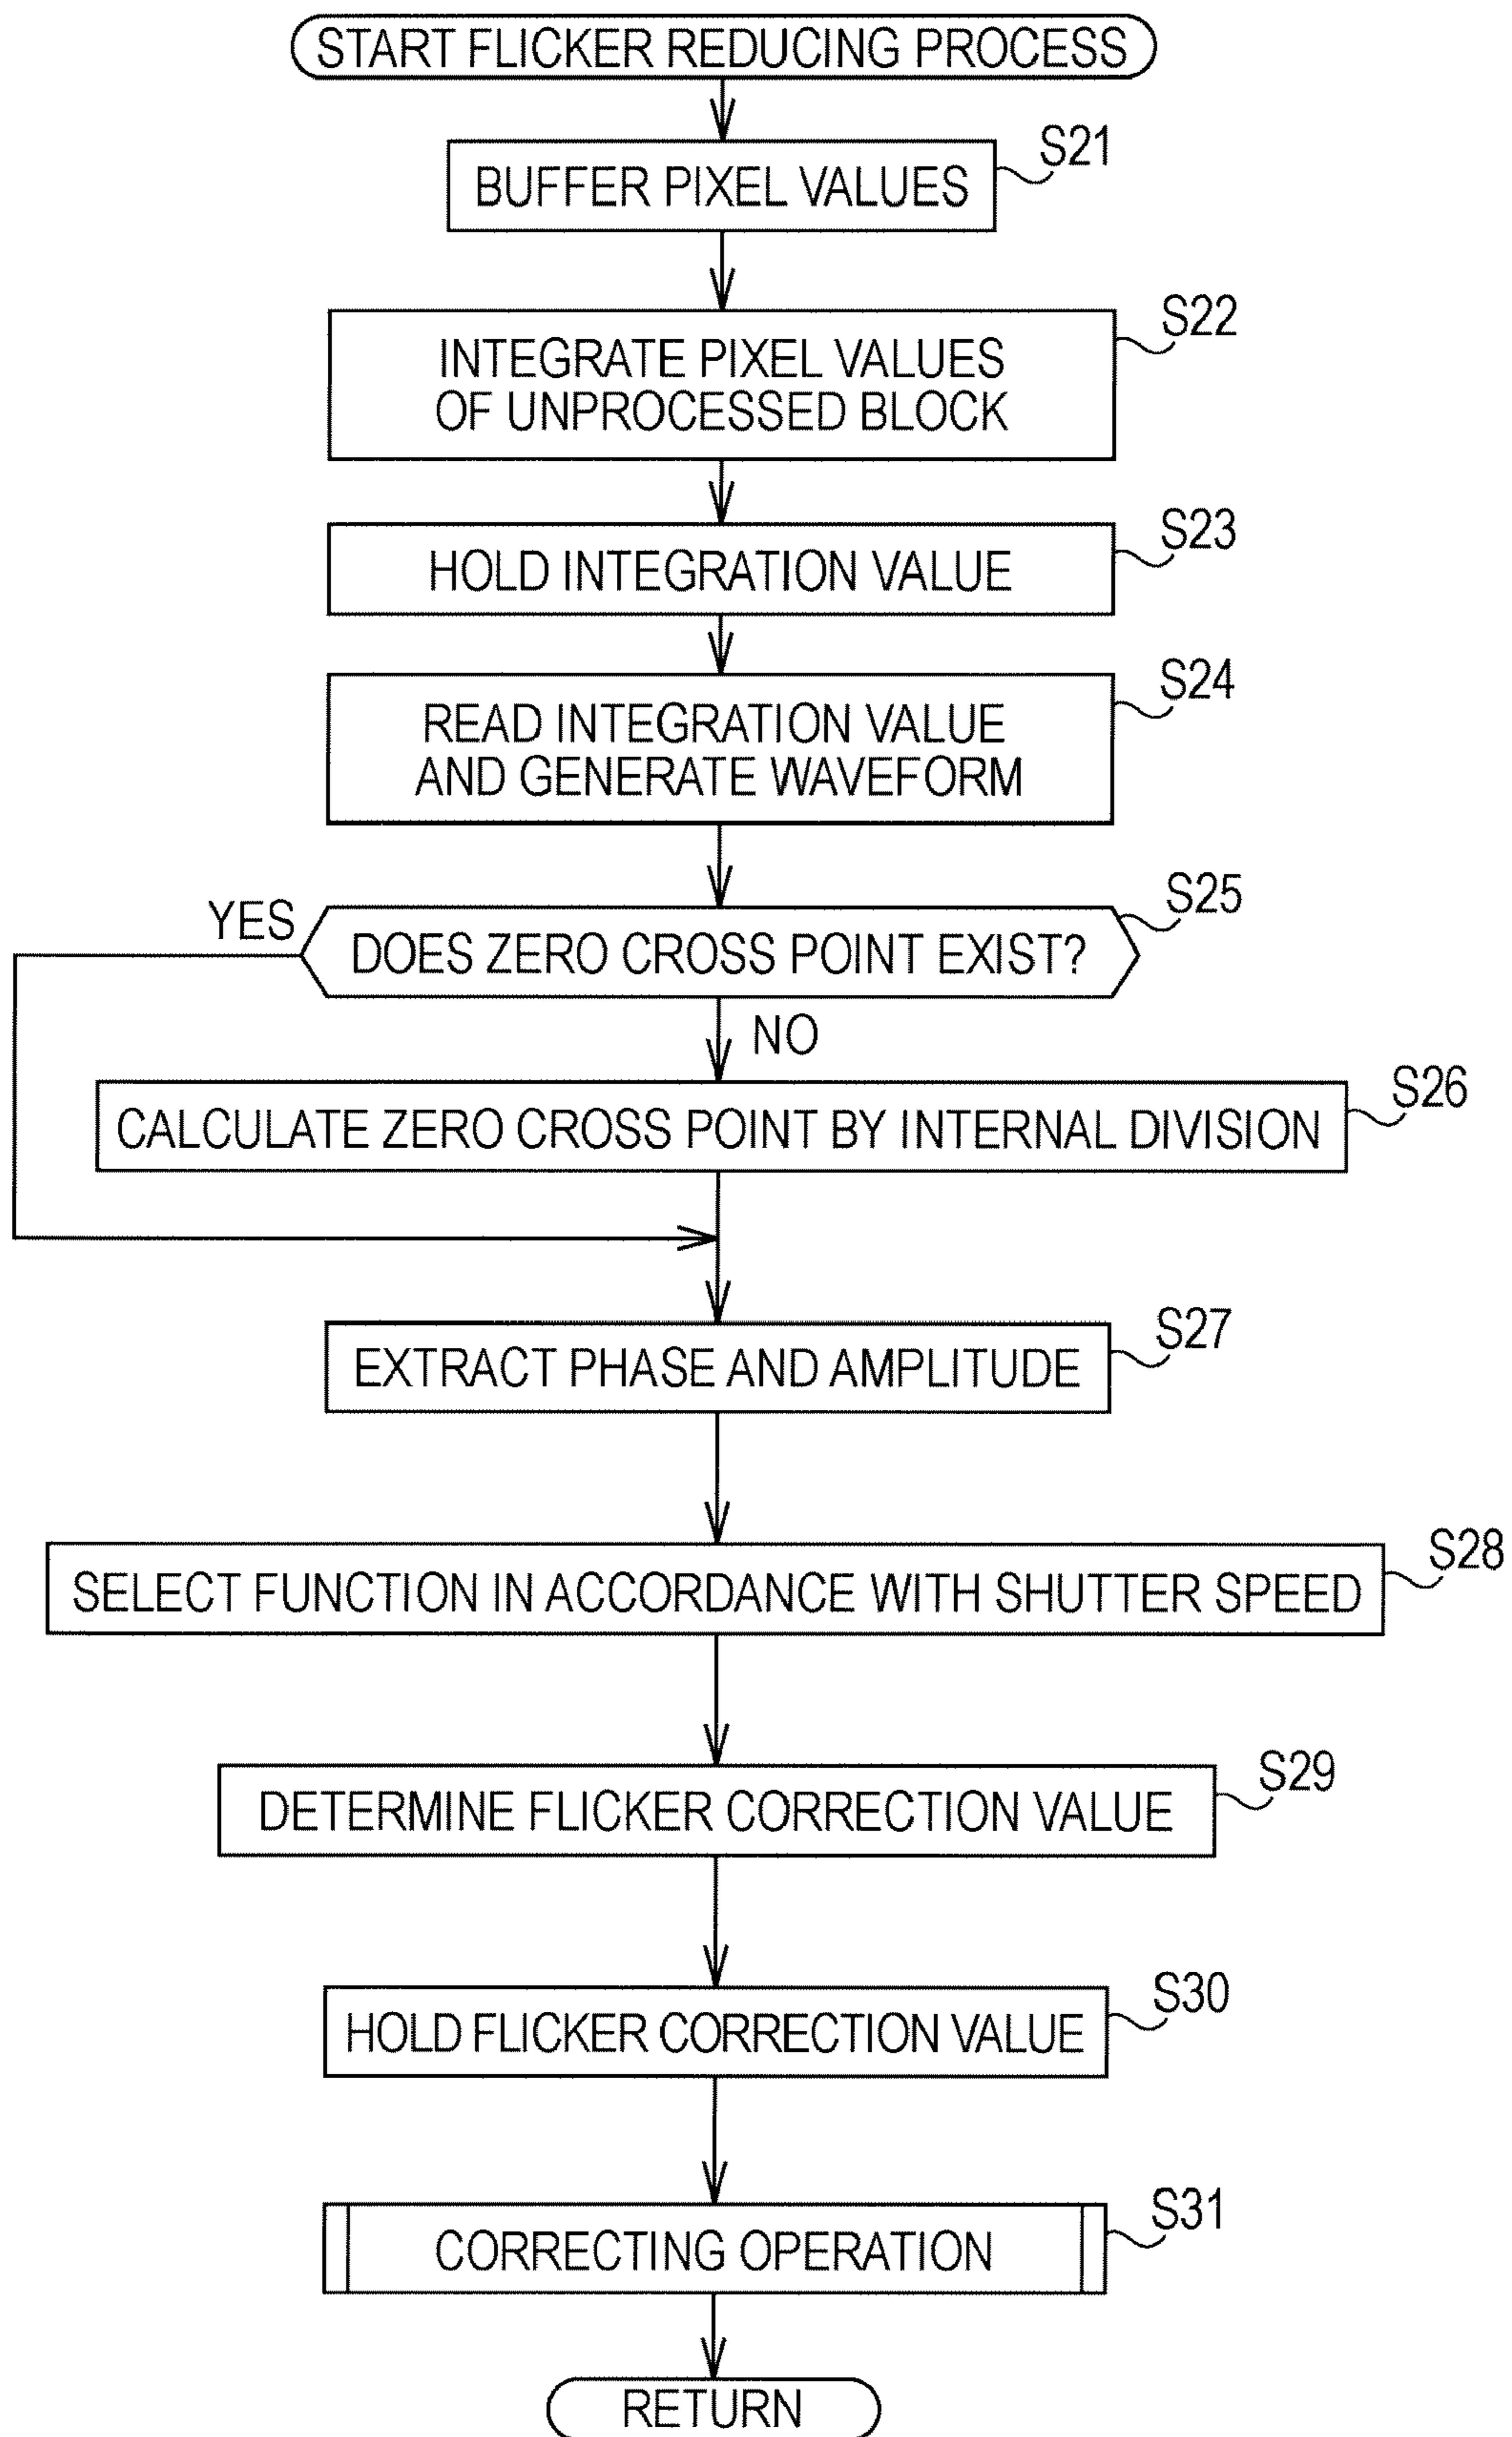 START FLICKER REDUCING PROCESS
S21
BUFFER PIXEL VALUES
S22
INTEGRATE PIXEL VALUES
OF UNPROCESSED BLOCK
S23
HOLD INTEGRATION VALUE
S24
READ INTEGRATION VALUE
AND GENERATE WAVEFORM
S25
YES
DOES ZERO CROSS POINT EXIST?
NO
S26
CALCULATE ZERO CROSS POINT BY INTERNAL DIVISION
S27
EXTRACT PHASE AND AMPLITUDE
S28
SELECT FUNCTION IN ACCORDANCE WITH SHUTTER SPEED
S29
DETERMINE FLICKER CORRECTION VALUE
S30
HOLD FLICKER CORRECTION VALUE
S31
CORRECTING OPERATION
RETURN